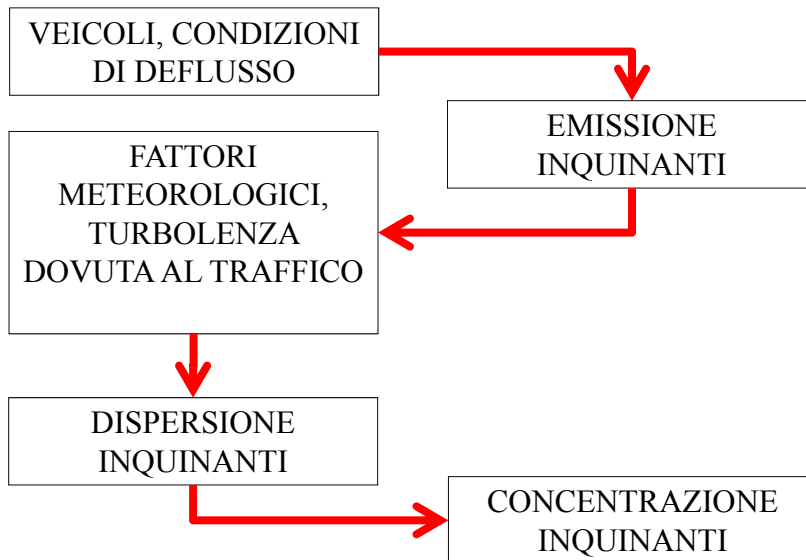 VEICOLI, CONDIZIONI
DI DEFLUSSO
EMISSIONE
INQUINANTI
FATTORI
METEOROLOGICI,
TURBOLENZA
DOVUTA AL TRAFFICO
DISPERSIONE
INQUINANTI
CONCENTRAZIONE
INQUINANTI